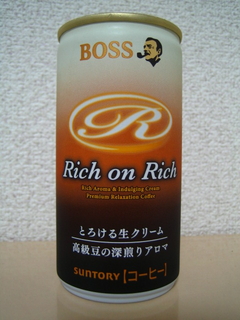 BOSS
R
Rich on Rich
Rich Aroma & Indulging Cream
Premium Relaxation Coffee
とろける生クリーム
高級豆の深煎りアロマ
SUNTORY【コーヒー】